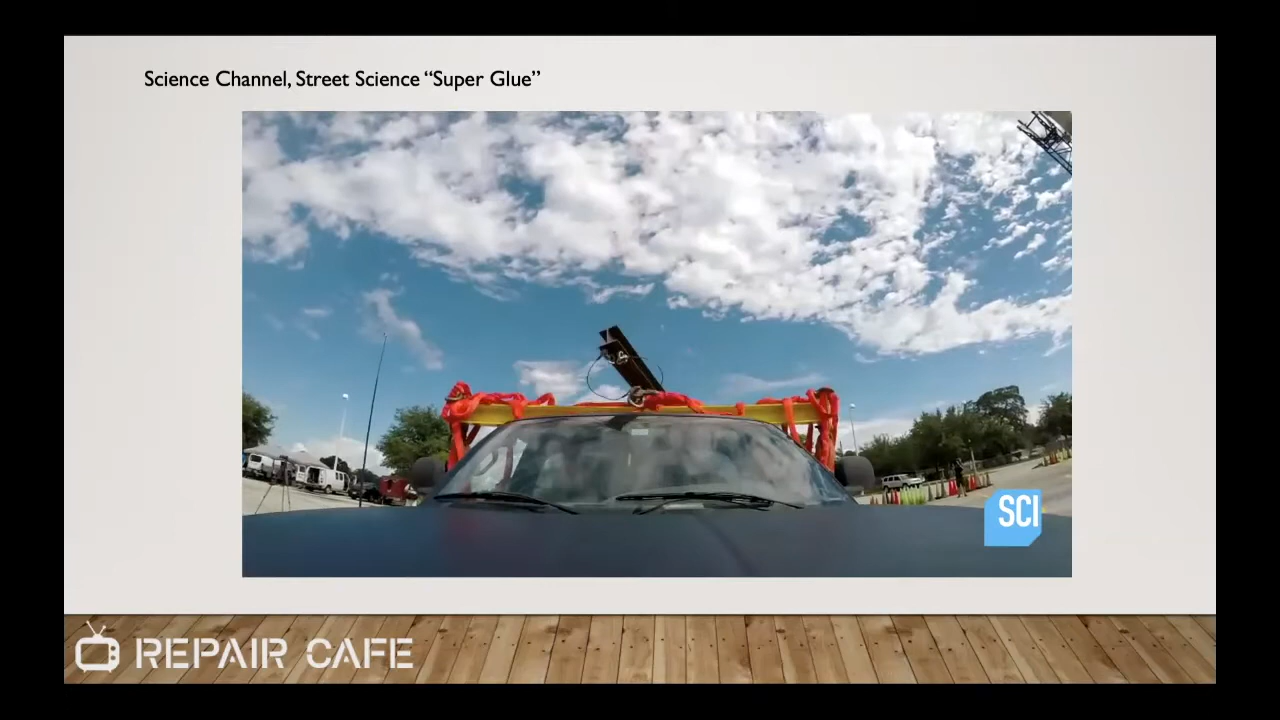 Science Channel, Street Science “Super Glue”
SCI
REPAIR CAFE